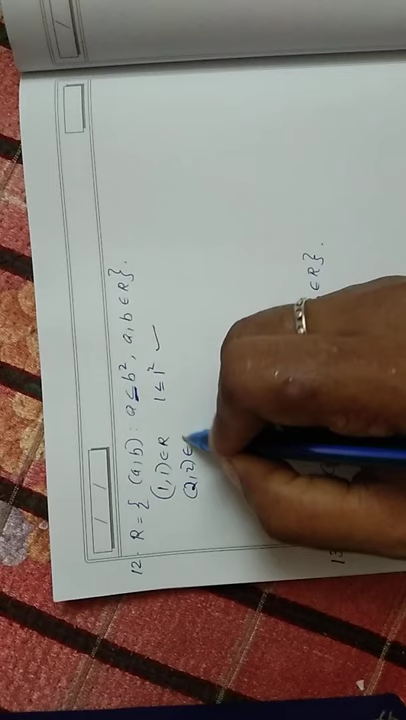 12. R = { (a,b) : a ≤ b², a,b ∈ R}.
(1,1) ∈ R 1 ≤ 1² ✓
(2,2) ∈
13
∈ R}.